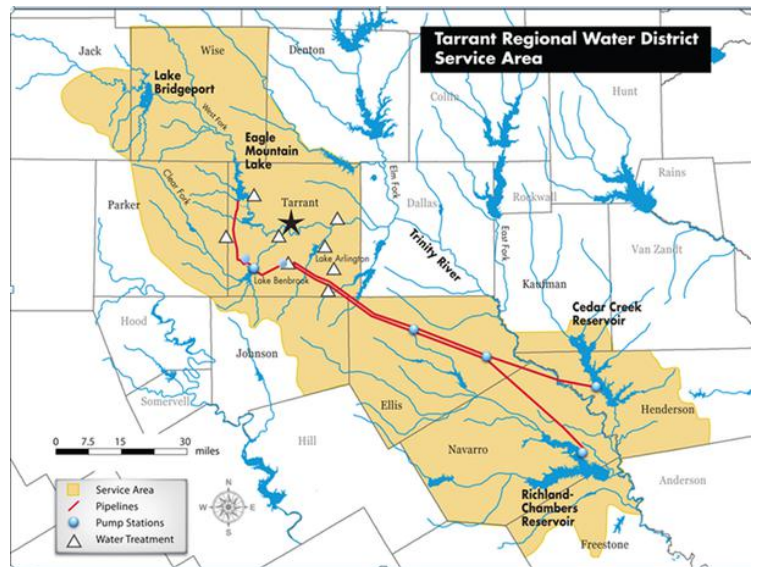 Tarrant Regional Water District
Service Area
Jack
Wise
Denton
Collin
Hunt
Lake
Bridgeport
West Fork
Eagle
Mountain
Lake
Elm Fork
Rains
Parker
Clear Fork
Tarrant
Dallas
Rockwall
East Fork
Van Zandt
Trinity River
Lake Arlington
Lake Benbrook
Kaufman
Cedar Creek
Reservoir
Hood
Johnson
Somervell
Ellis
Henderson
Hill
Navarro
Anderson
Richland-
Chambers
Reservoir
Freestone
0 7.5 15 30 miles
Service Area
Pipelines
Pump Stations
Water Treatment
N
W E
S